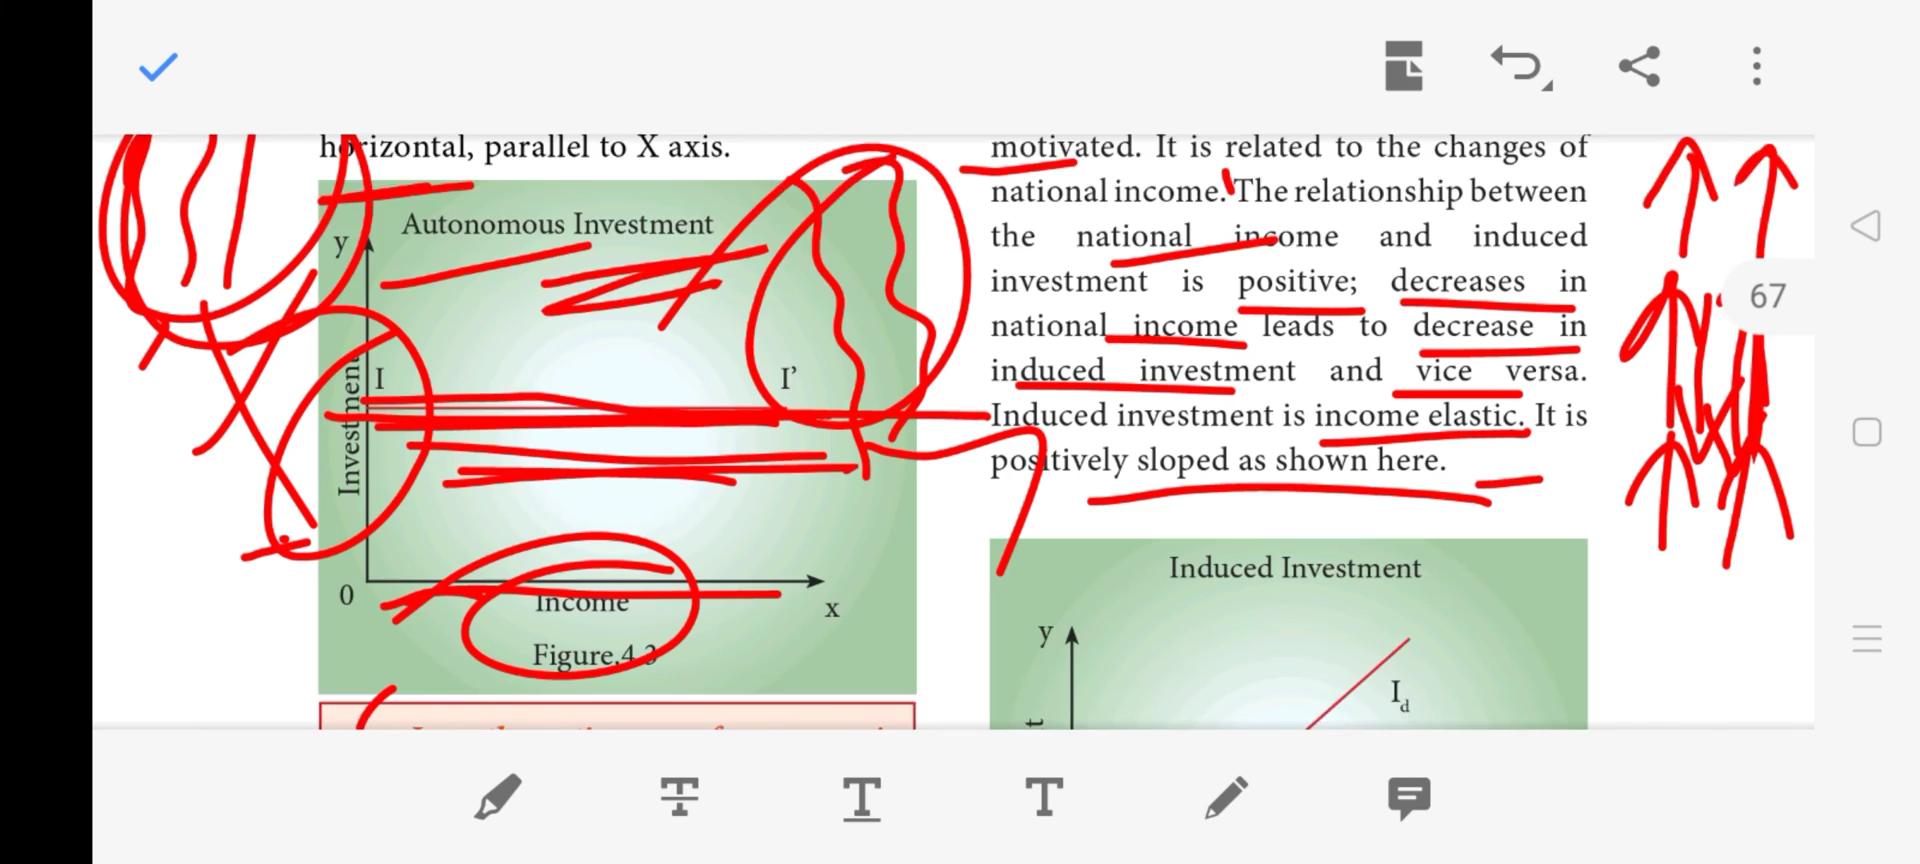 horizontal, parallel to X axis.
Autonomous Investment
y
I
I’
Investment
0
Income
x
Figure.4.3
motivated. It is related to the changes of
national income. The relationship between
the national income and induced
investment is positive; decreases in
national income leads to decrease in
induced investment and vice versa.
Induced investment is income elastic. It is
positively sloped as shown here.
Induced Investment
y
Id
67